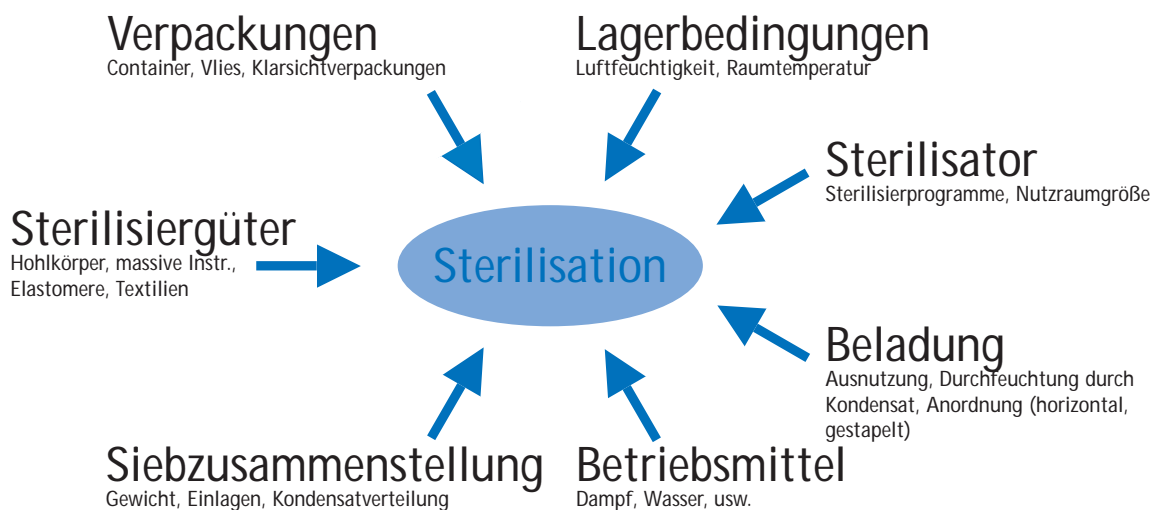 Verpackungen
Container, Vlies, Klarsichtverpackungen
Lagerbedingungen
Luftfeuchtigkeit, Raumtemperatur
Sterilisator
Sterilisierprogramme, Nutzraumgröße
Sterilisiergüter
Hohlkörper, massive Instr.,
Elastomere, Textilien
Sterilisation
Beladung
Ausnutzung, Durchfeuchtung durch
Kondensat, Anordnung (horizontal,
gestapelt)
Siebzusammenstellung
Gewicht, Einlagen, Kondensatverteilung
Betriebsmittel
Dampf, Wasser, usw.